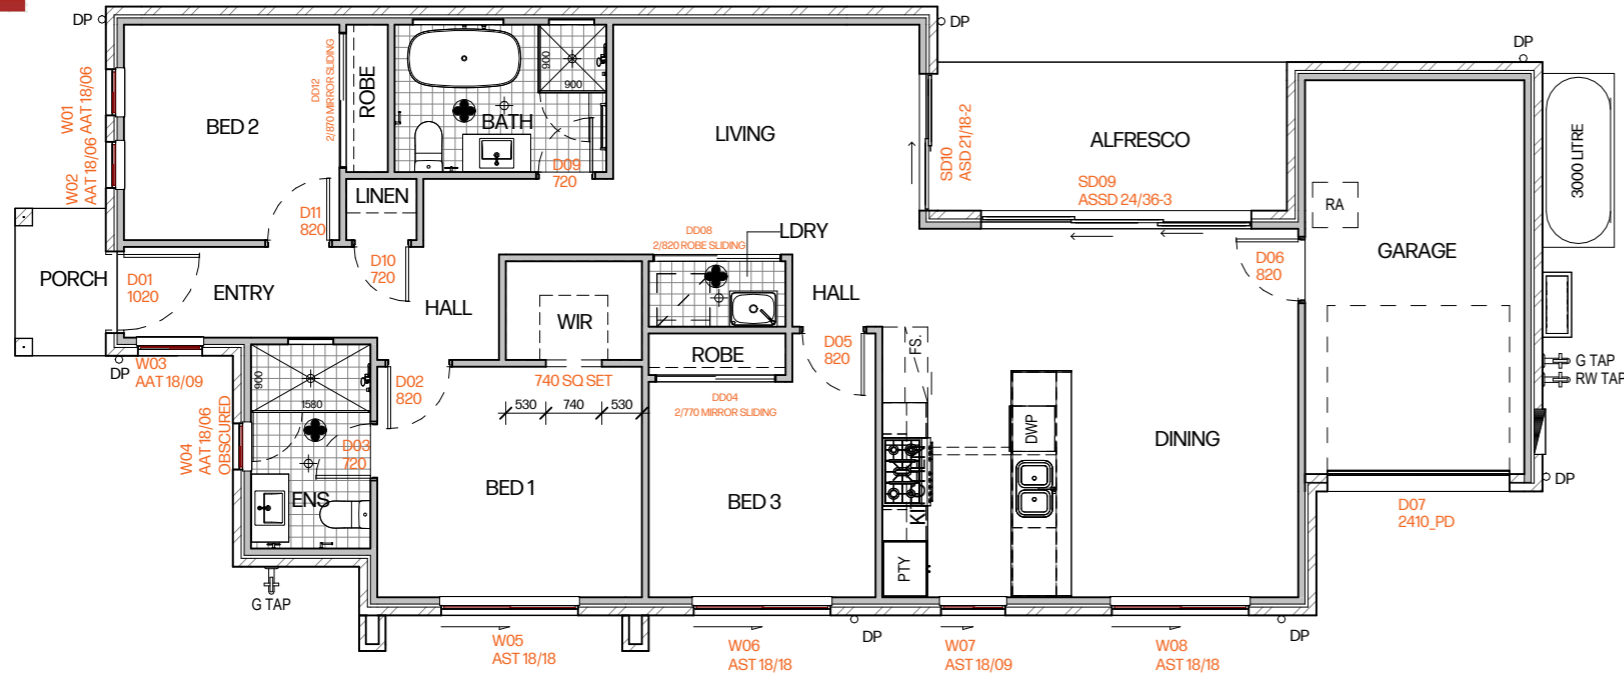 DP
DP
DP
W01
AAT 18/06
W02
AAT 18/06
BED 2
DD12
2/870 MIRROR SLIDING
ROBE
900
900
BATH
D09
720
LIVING
SD10
ASD 21/18-2
ALFRESCO
SD09
ASSD 24/36-3
RA
3000 LITRE
LINEN
D11
820
PORCH
D01
1020
ENTRY
D10
720
HALL
DD08
2/820 ROBE SLIDING
LDRY
HALL
D06
820
GARAGE
WIR
740 SQ SET
ROBE
D05
820
FS.
G TAP
RW TAP
DP
W03
AAT 18/09
900
1580
D02
820
530
740
530
DD04
2/770 MIRROR SLIDING
W04
AAT 18/06
OBSCURED
D03
720
ENS
BED 1
BED 3
DWP
DINING
PTY
DP
D07
2410_PD
G TAP
W05
AST 18/18
W06
AST 18/18
DP
W07
AST 18/09
W08
AST 18/18
DP